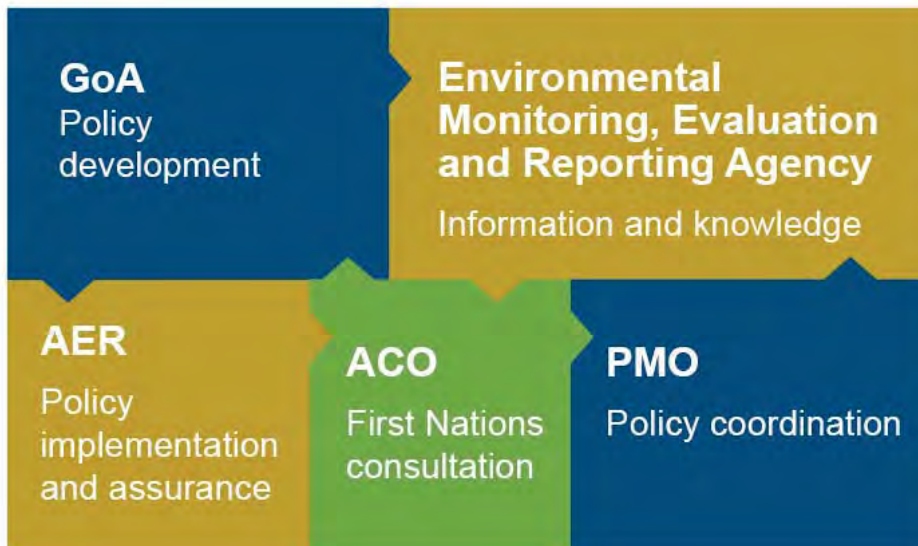 GoA
Policy
development
Environmental
Monitoring, Evaluation
and Reporting Agency
Information and knowledge
AER
Policy
implementation
and assurance
ACO
First Nations
consultation
PMO
Policy coordination